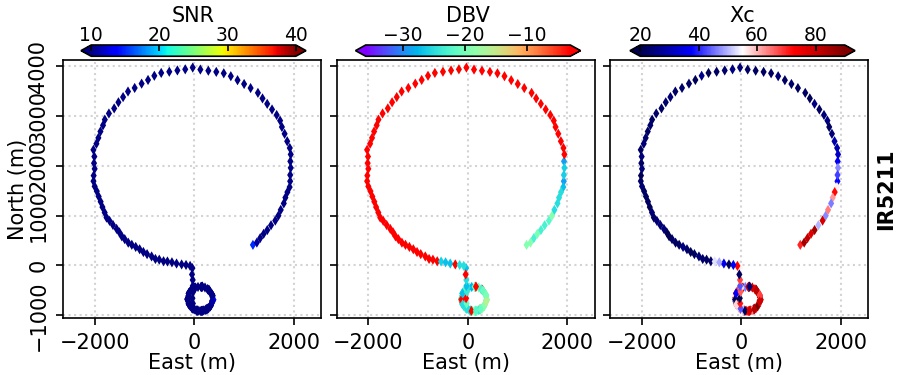 SNR DBV Xc
10 20 30 40 −30 −20 −10 20 40 60 80
North (m)
4000
3000
2000
1000
0
−1000
−2000 0 2000 −2000 0 2000 −2000 0 2000
East (m) East (m) East (m)
IR5211